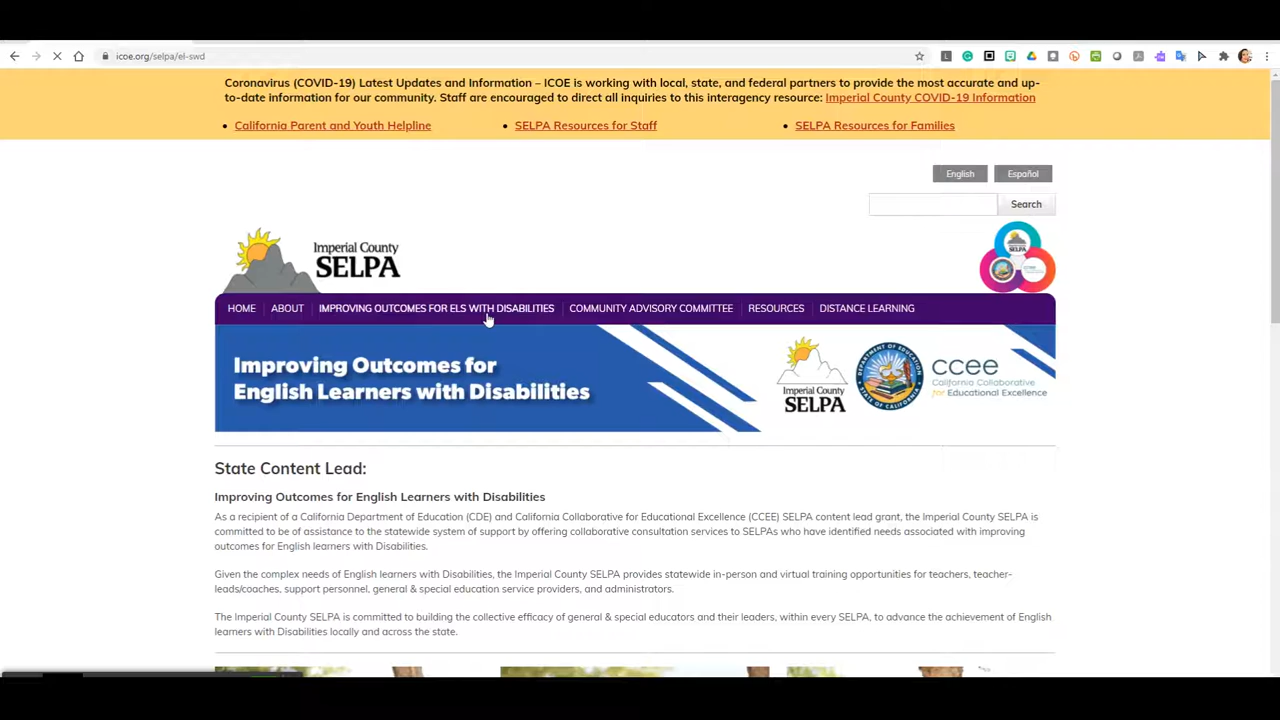 icoe.org/selpa/el-swd
Coronavirus (COVID-19) Latest Updates and Information – ICOE is working with local, state, and federal partners to provide the most accurate and up-
to-date information for our community. Staff are encouraged to direct all inquiries to this interagency resource: Imperial County COVID-19 Information
• California Parent and Youth Helpline • SELPA Resources for Staff • SELPA Resources for Families
English Español
Search
Imperial County
SELPA
HOME ABOUT IMPROVING OUTCOMES FOR ELS WITH DISABILITIES COMMUNITY ADVISORY COMMITTEE RESOURCES DISTANCE LEARNING
Improving Outcomes for
English Learners with Disabilities
Imperial County
SELPA
DEPARTMENT OF EDUCATION
STATE OF CALIFORNIA
ccee
California Collaborative
for Educational Excellence
State Content Lead:
Improving Outcomes for English Learners with Disabilities
As a recipient of a California Department of Education (CDE) and California Collaborative for Educational Excellence (CCEE) SELPA content lead grant, the Imperial County SELPA is
committed to be of assistance to the statewide system of support by offering collaborative consultation services to SELPAs who have identified needs associated with improving
outcomes for English learners with Disabilities.
Given the complex needs of English learners with Disabilities, the Imperial County SELPA provides statewide in-person and virtual training opportunities for teachers, teacher-
leads/coaches, support personnel, general & special education service providers, and administrators.
The Imperial County SELPA is committed to building the collective efficacy of general & special educators and their leaders, within every SELPA, to advance the achievement of English
learners with Disabilities locally and across the state.